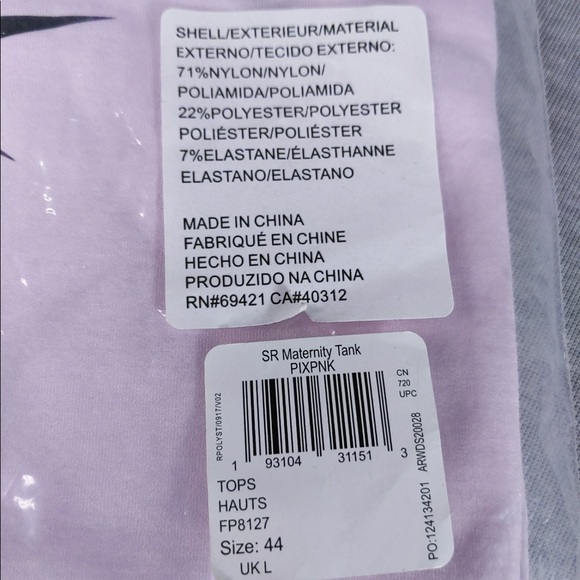 SHELL/EXTERIEUR/MATERIAL
EXTERNO/TECIDO EXTERNO:
71%NYLON/NYLON/
POLIAMIDA/POLIAMIDA
22%POLYESTER/POLYESTER
POLIÉSTER/POLIÉSTER
7%ELASTANE/ÉLASTHANNE
ELASTANO/ELASTANO
MADE IN CHINA
FABRIQUÉ EN CHINE
HECHO EN CHINA
PRODUZIDO NA CHINA
RN#69421 CA#40312
SR Maternity Tank
PIXPNK
CN
720
UPC
RPOLYST/0917/V02
1 93104 31151 3
TOPS
HAUTS
FP8127
Size: 44
UK L
PO:124134201 ARWDS20028